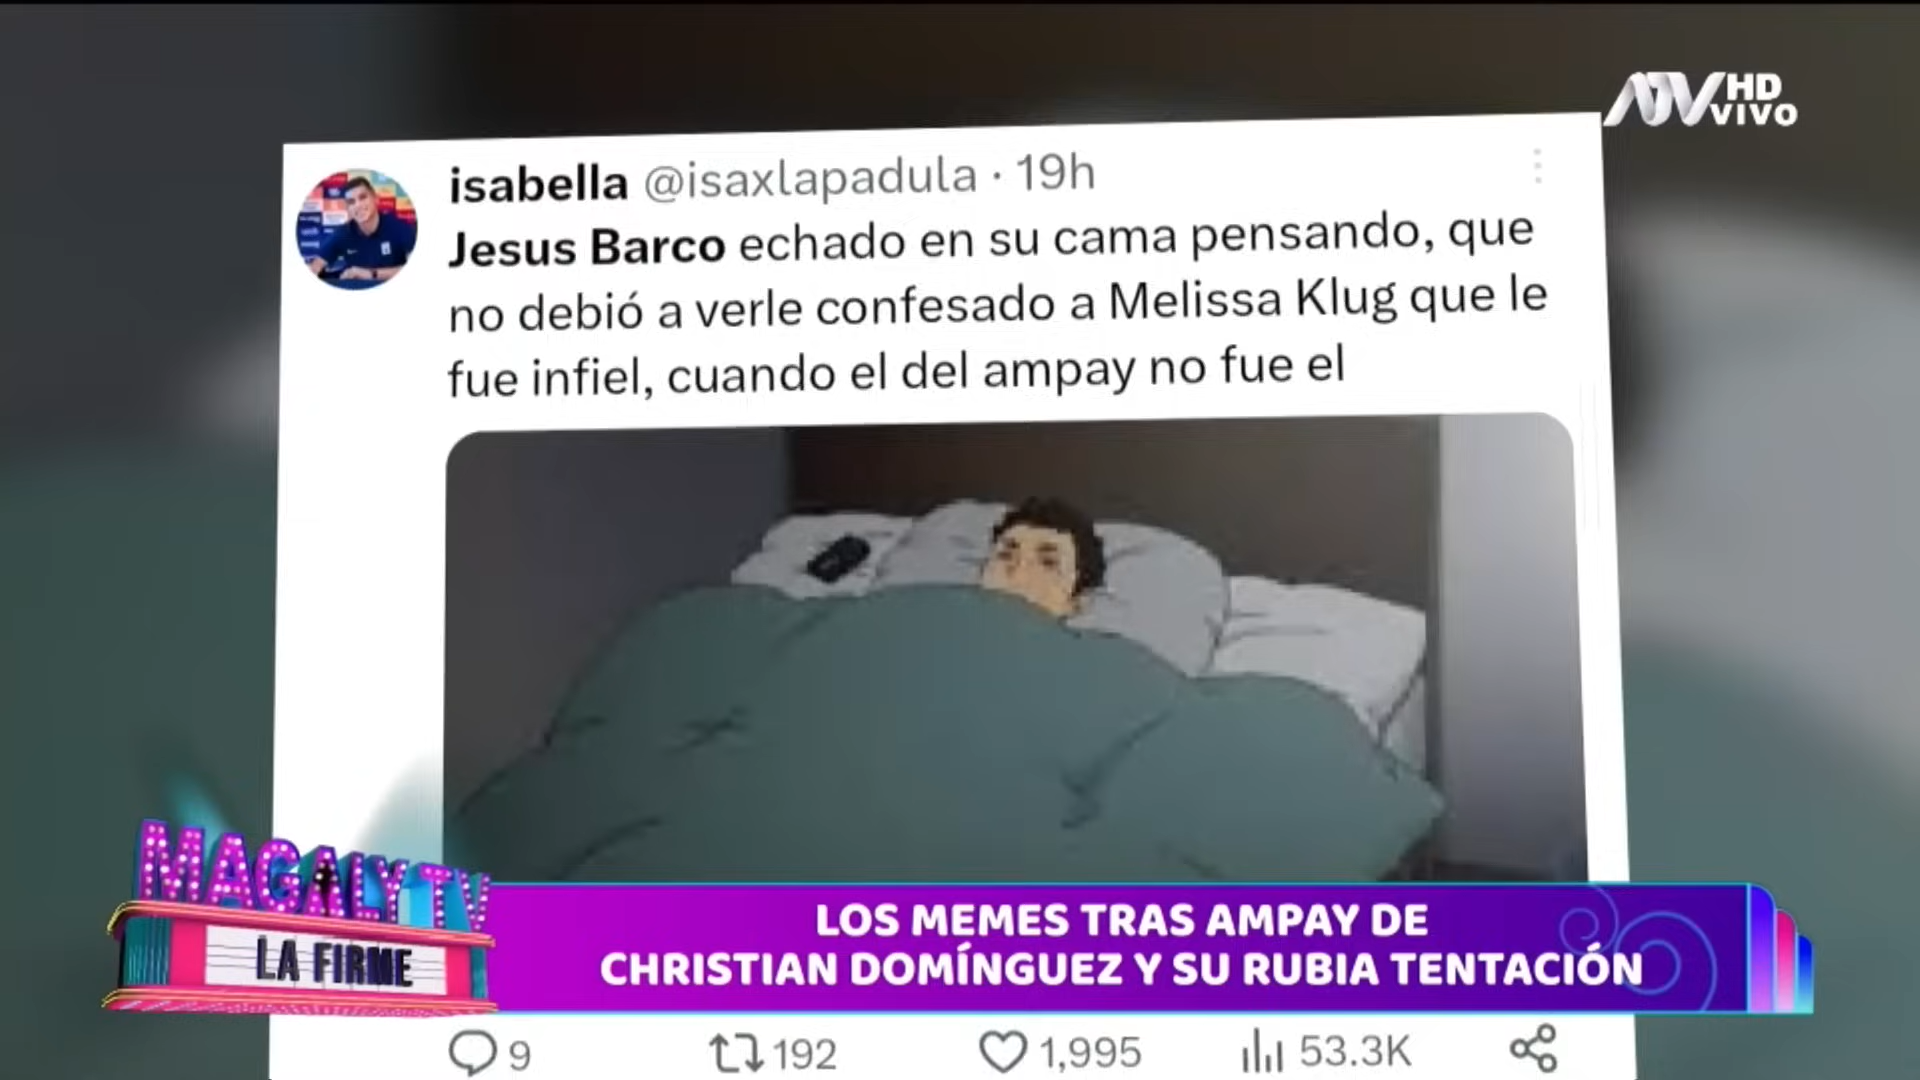 ATV HD
VIVO
isabella @isaxlapadula · 19h
Jesus Barco echado en su cama pensando, que
no debió a verle confesado a Melissa Klug que le
fue infiel, cuando el del ampay no fue el
MAGALY TV
LA FIRME
LOS MEMES TRAS AMPAY DE
CHRISTIAN DOMÍNGUEZ Y SU RUBIA TENTACIÓN
9 192 1,995 53.3K